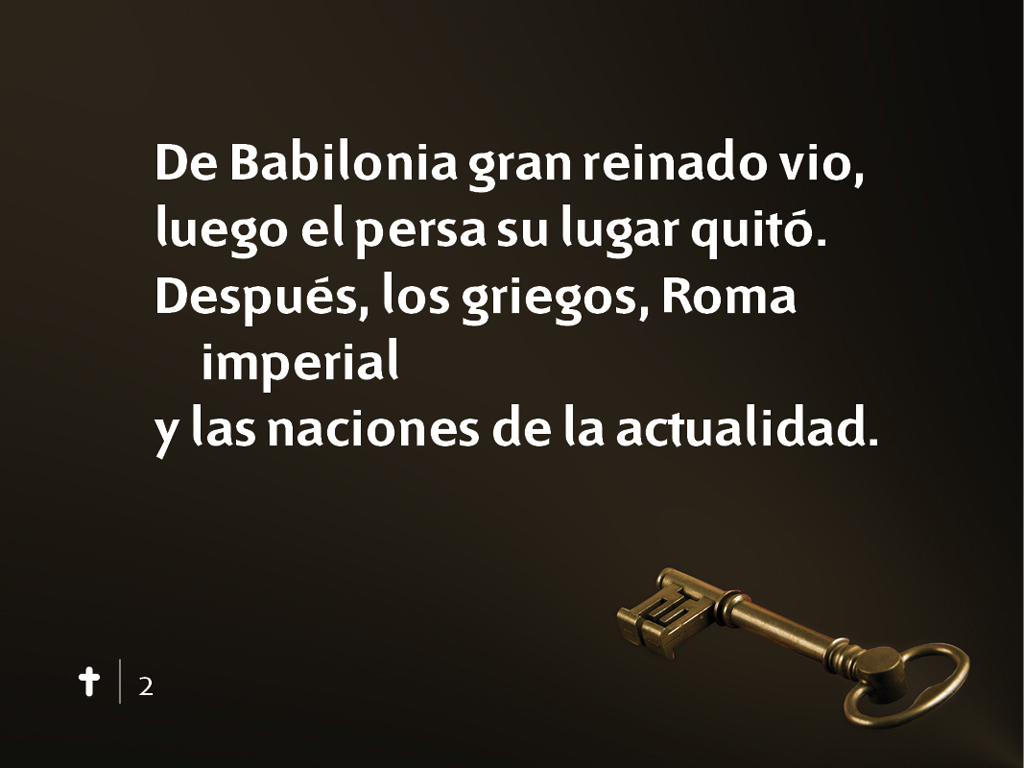 De Babilonia gran reinado vio,
luego el persa su lugar quitó.
Después, los griegos, Roma
imperial
y las naciones de la actualidad.
2